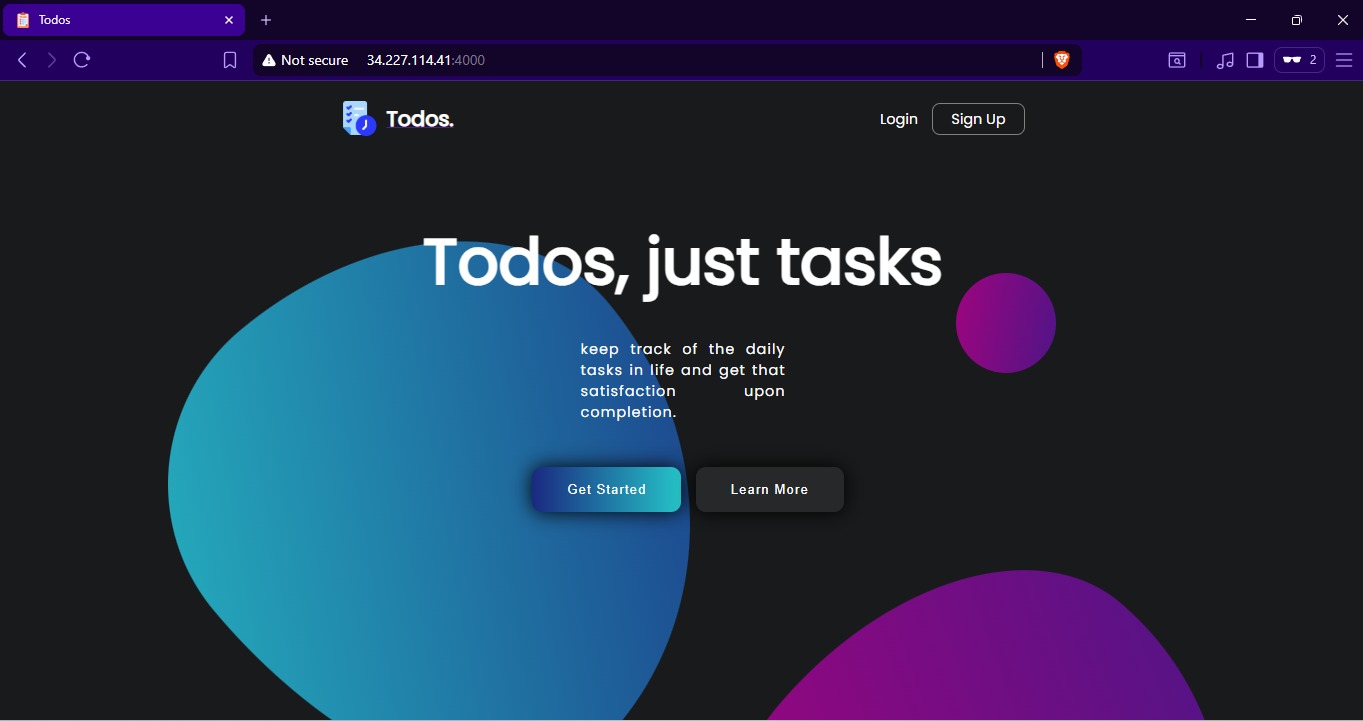 Todos
Not secure 34.227.114.41:4000
2
Todos.
Login
Sign Up
Todos, just tasks
keep track of the daily
tasks in life and get that
satisfaction upon
completion.
Get Started
Learn More